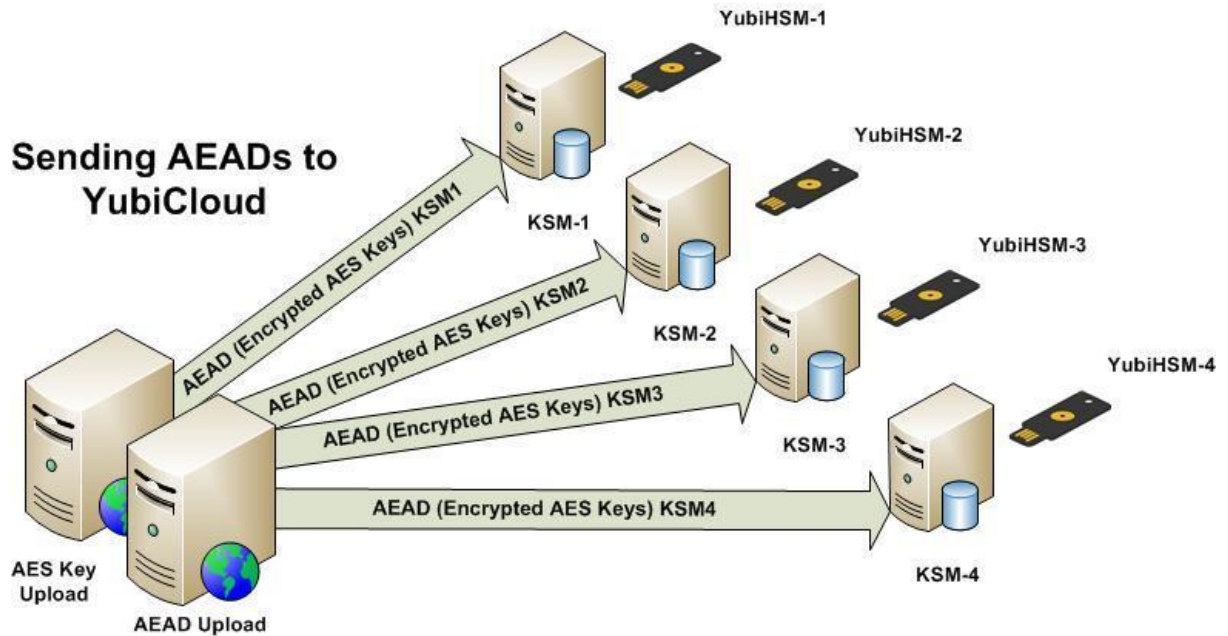 YubiHSM-1
Sending AEADs to
YubiCloud
KSM-1
YubiHSM-2
KSM-2
YubiHSM-3
KSM-3
YubiHSM-4
KSM-4
AEAD (Encrypted AES Keys) KSM1
AEAD (Encrypted AES Keys) KSM2
AEAD (Encrypted AES Keys) KSM3
AEAD (Encrypted AES Keys) KSM4
AES Key
Upload
AEAD Upload